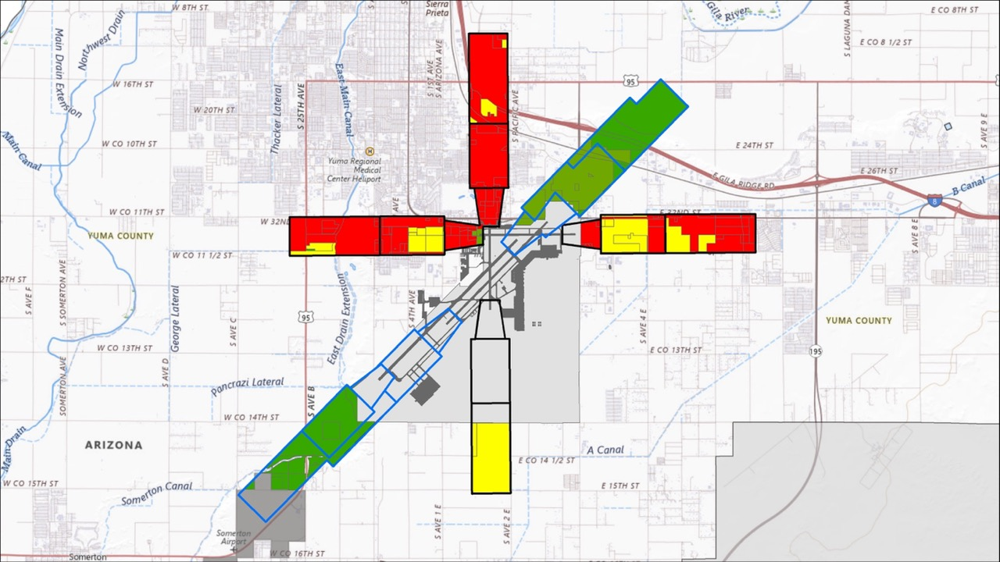 W 8TH ST
Sierra
Prieta
Gila River
E CO 8TH ST
Northwest Drain
Main Drain Extension
East Main Canal
S 1ST AVE
S ARIZONA AVE
S LAGUNA DAM
E CO 8 1/2 ST
W 16TH ST
95
Thacker Lateral
S 25TH AVE
S PACIFIC AVE
W 20TH ST
S AVE 9 E
Main Canal
W CO 10TH ST
E 24TH ST
Yuma Regional
Medical
Center Heliport
E GILA RIDGE RD
E 26TH ST
B Canal
8
W CO 11TH ST
AVE
W 32ND
E 32ND ST
S AVE 8 E
YUMA COUNTY
W CO 11 1/2 ST
2TH ST
S AVE F
S SOMERTON AVE
George Lateral
East Drain Extension
S 4TH AVE
S AVE C
95
S AVE 4 E
YUMA COUNTY
W CO 13TH ST
E CO 13TH ST
195
SOMERTON AVE
S AVE D
Pancrazi Lateral
S AVE B
W CO 14TH ST
Main Drain
ARIZONA
A Canal
E CO 14 1/2 ST
W CO 15TH ST
Somerton Canal
E 15TH ST
S AVE 1 E
S AVE 2 E
Somerton
Airport
W CO 16TH ST
Somerton